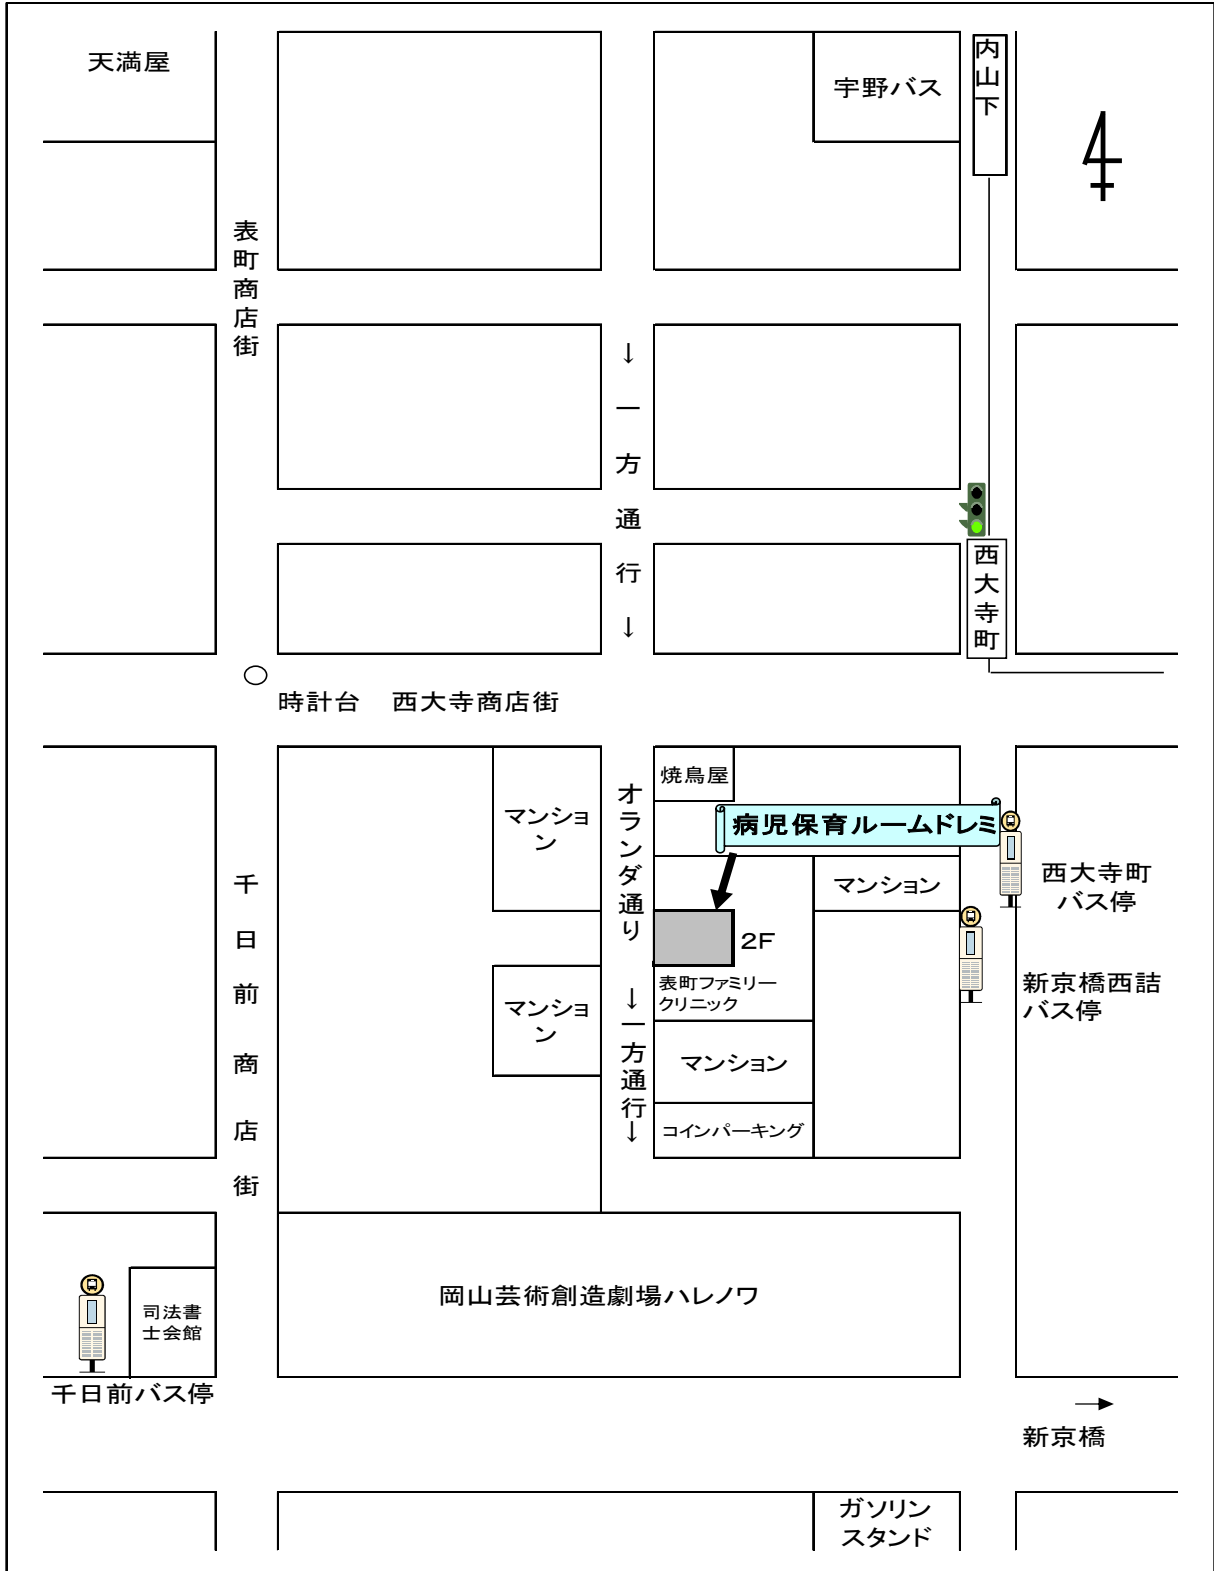 天満屋
宇野バス
内山下
表町商店街
↓一方通行↓
西大寺町
時計台　西大寺商店街
焼鳥屋
マンショ
ン
オランダ通り
病児保育ルームドレミ
マンション
西大寺町
バス停
千日前商店街
2F
表町ファミリー
クリニック
新京橋西詰
バス停
マンショ
ン
↓一方通行↓
マンション
コインパーキング
岡山芸術創造劇場ハレノワ
司法書
士会館
千日前バス停
→
新京橋
ガソリン
スタンド